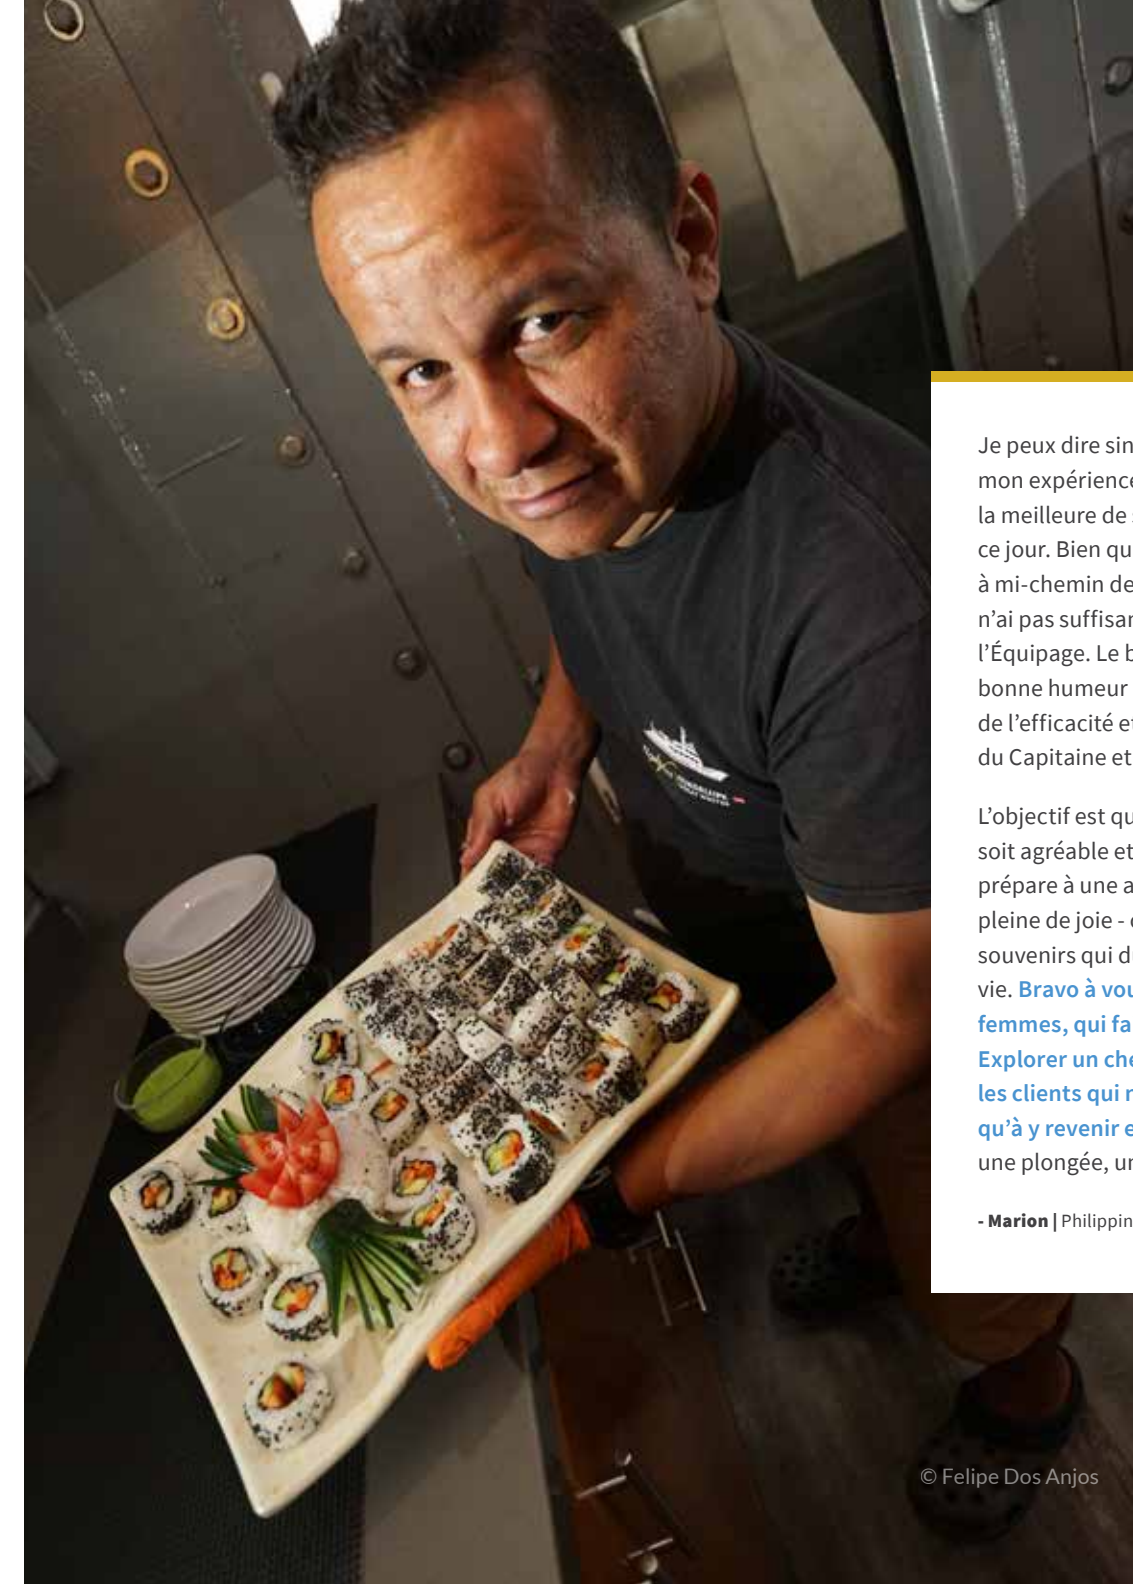 Je peux dire sin
mon expérience
la meilleure de
ce jour. Bien qu
à mi-chemin de
n’ai pas suffisan
l’Équipage. Le b
bonne humeur
de l’efficacité et
du Capitaine et
L’objectif est qu
soit agréable et
prépare à une a
pleine de joie -
souvenirs qui d
vie. Bravo à vou
femmes, qui fa
Explorer un che
les clients qui n
qu’à y revenir e
une plongée, un
- Marion | Philippin
GUADELUPE
© Felipe Dos Anjos